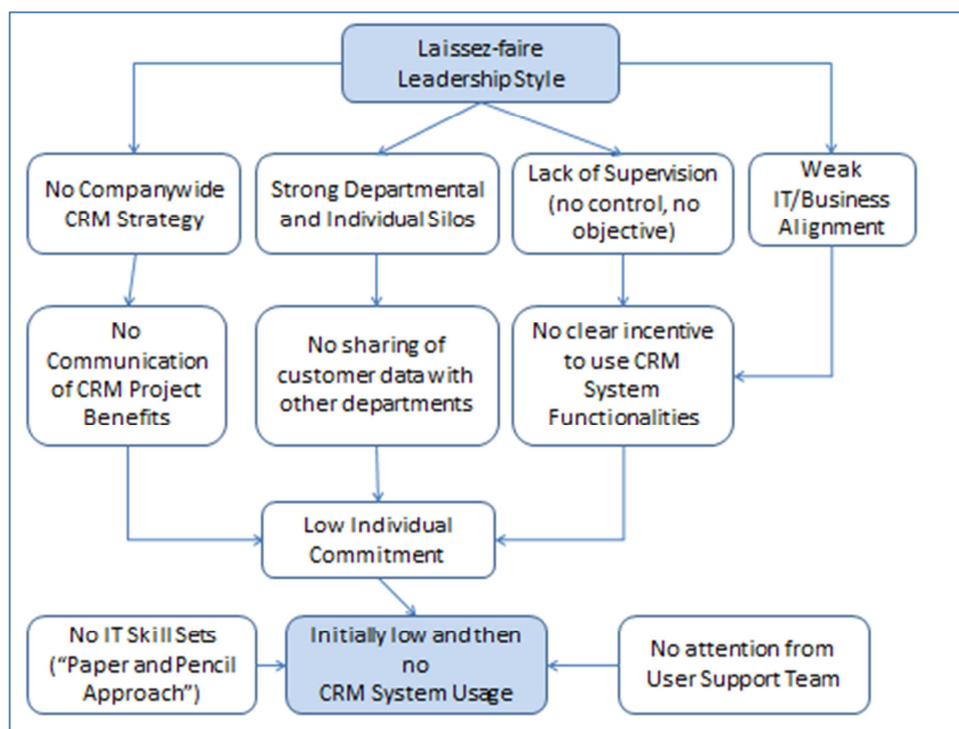 Laissez-faire
Leadership Style
No Companywide
CRM Strategy
Strong Departmental
and Individual Silos
Lack of Supervision
(no control, no
objective)
Weak
IT/Business
Alignment
No
Communication
of CRM Project
Benefits
No sharing of
customer data with
other departments
No clear incentive
to use CRM
System
Functionalities
Low Individual
Commitment
No IT Skill Sets
(“Paper and Pencil
Approach”)
Initially low and then
no
CRM System Usage
No attention from
User Support Team